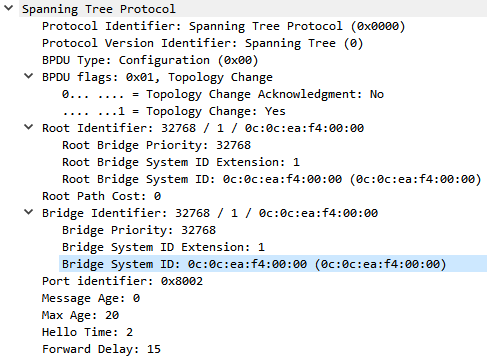 Spanning Tree Protocol
Protocol Identifier: Spanning Tree Protocol (0x0000)
Protocol Version Identifier: Spanning Tree (0)
BPDU Type: Configuration (0x00)
BPDU flags: 0x01, Topology Change
0... .... = Topology Change Acknowledgment: No
.... ...1 = Topology Change: Yes
Root Identifier: 32768 / 1 / 0c:0c:ea:f4:00:00
Root Bridge Priority: 32768
Root Bridge System ID Extension: 1
Root Bridge System ID: 0c:0c:ea:f4:00:00 (0c:0c:ea:f4:00:00)
Root Path Cost: 0
Bridge Identifier: 32768 / 1 / 0c:0c:ea:f4:00:00
Bridge Priority: 32768
Bridge System ID Extension: 1
Bridge System ID: 0c:0c:ea:f4:00:00 (0c:0c:ea:f4:00:00)
Port identifier: 0x8002
Message Age: 0
Max Age: 20
Hello Time: 2
Forward Delay: 15